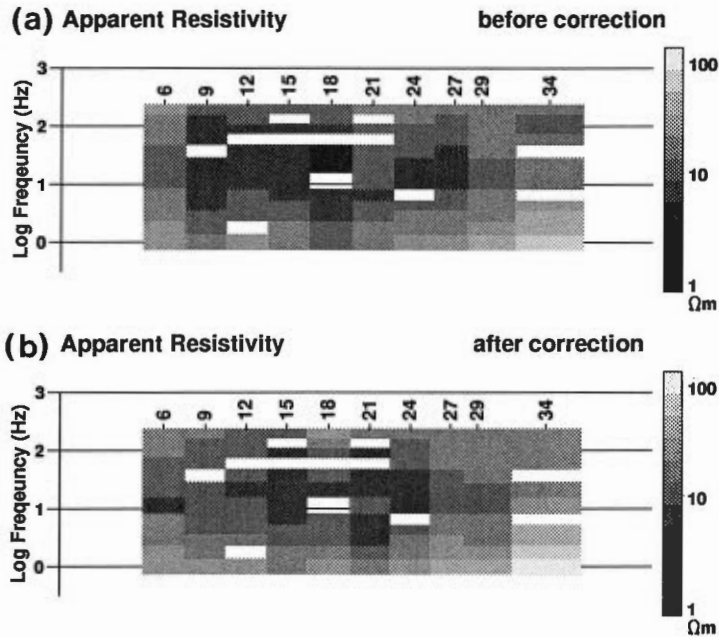 (a) Apparent Resistivity before correction
3
2
1
0
Log Freqeuncy (Hz)
6 9 12 15 18 21 24 27 29 34
100
10
1
Ωm
(b) Apparent Resistivity after correction
3
2
1
0
Log Freqeuncy (Hz)
6 9 12 15 18 21 24 27 29 34
100
10
1
Ωm